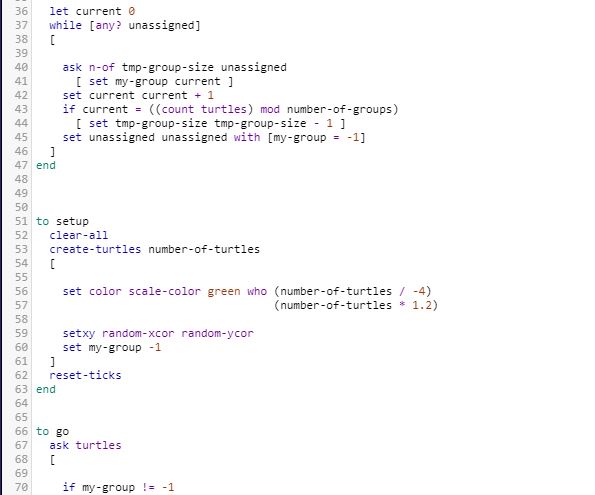 36 let current 0
37 while [any? unassigned]
38 [
39
40 ask n-of tmp-group-size unassigned
41 [ set my-group current ]
42 set current current + 1
43 if current = ((count turtles) mod number-of-groups)
44 [ set tmp-group-size tmp-group-size - 1 ]
45 set unassigned unassigned with [my-group = -1]
46 ]
47 end
48
49
50
51 to setup
52 clear-all
53 create-turtles number-of-turtles
54 [
55
56 set color scale-color green who (number-of-turtles / -4)
57 (number-of-turtles * 1.2)
58
59 setxy random-xcor random-ycor
60 set my-group -1
61 ]
62 reset-ticks
63 end
64
65
66 to go
67 ask turtles
68 [
69
70 if my-group != -1